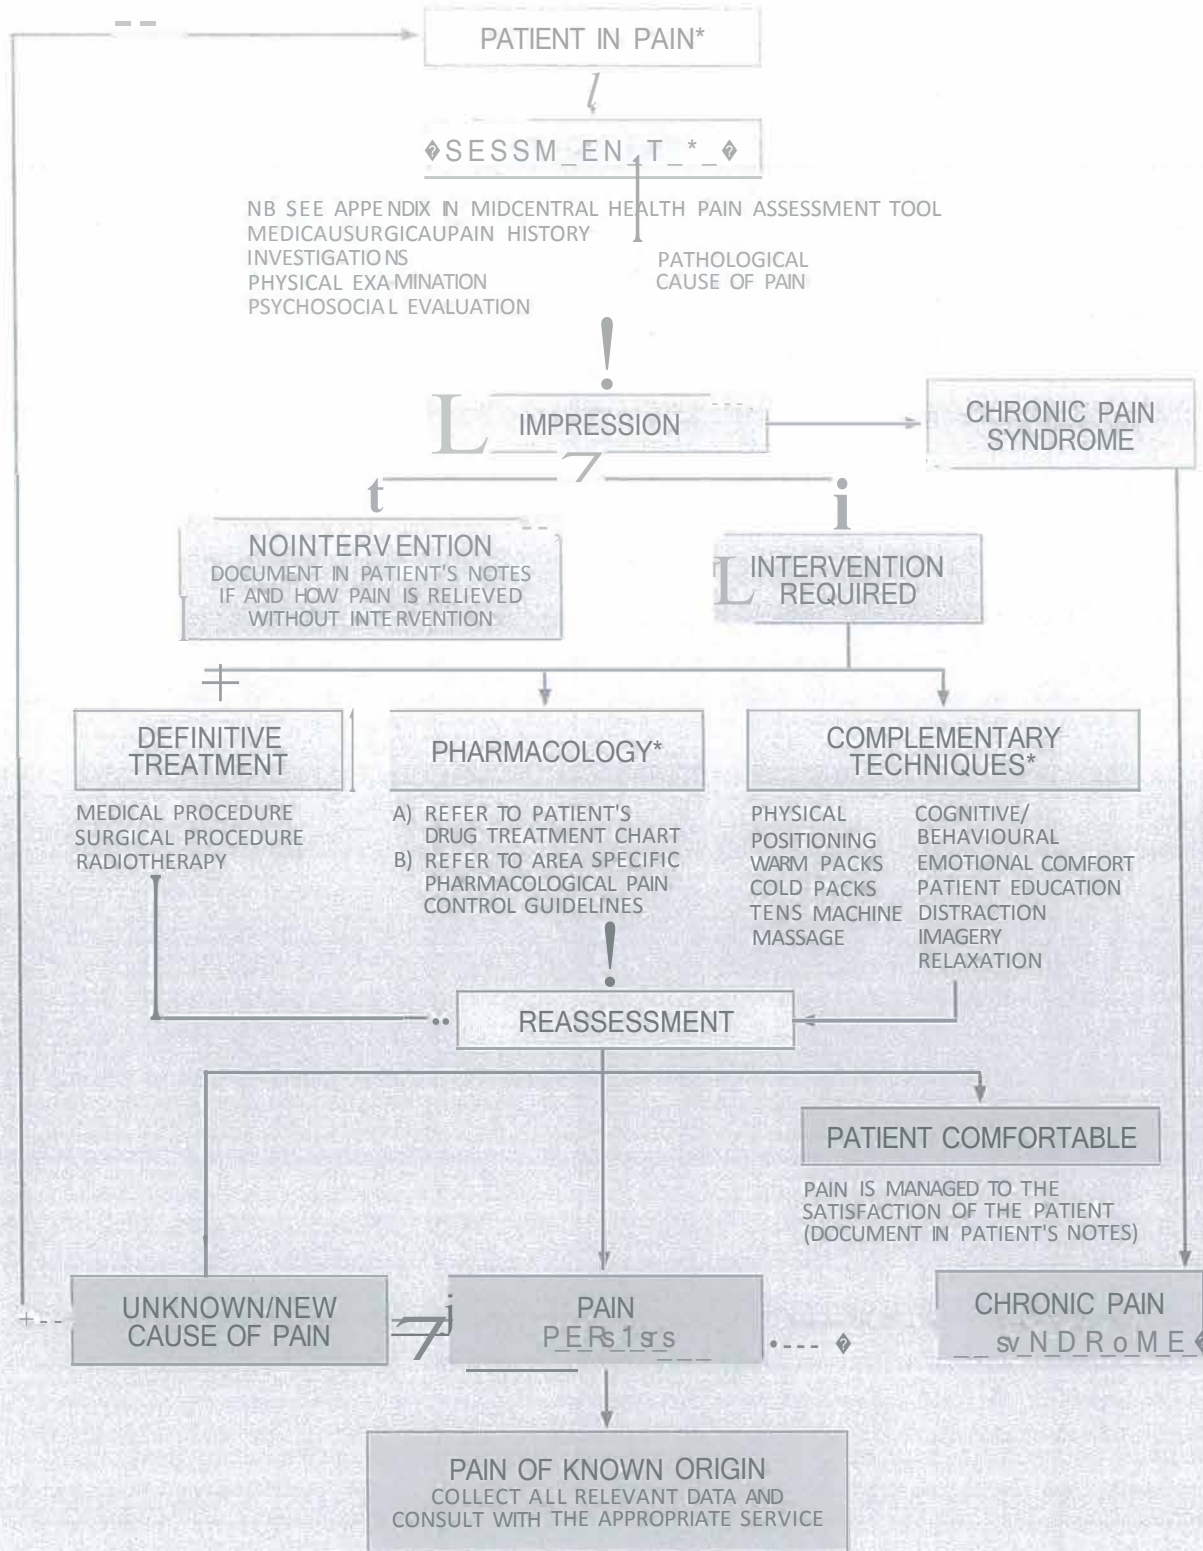 PATIENT IN PAIN*
�SESSM_EN_T_*_�
NB SEE APPENDIX IN MIDCENTRAL HEALTH PAIN ASSESSMENT TOOL
MEDICAUSURGICAUPAIN HISTORY
INVESTIGATIONS
PHYSICAL EXAMINATION
PSYCHOSOCIAL EVALUATION
PATHOLOGICAL
CAUSE OF PAIN
IMPRESSION
CHRONIC PAIN
SYNDROME
NOINTERVENTION
DOCUMENT IN PATIENT'S NOTES
IF AND HOW PAIN IS RELIEVED
WITHOUT INTERVENTION
INTERVENTION
REQUIRED
DEFINITIVE
TREATMENT
MEDICAL PROCEDURE
SURGICAL PROCEDURE
RADIOTHERAPY
PHARMACOLOGY*
A) REFER TO PATIENT'S
DRUG TREATMENT CHART
B) REFER TO AREA SPECIFIC
PHARMACOLOGICAL PAIN
CONTROL GUIDELINES
COMPLEMENTARY
TECHNIQUES*
PHYSICAL
POSITIONING
WARM PACKS
COLD PACKS
TENS MACHINE
MASSAGE
COGNITIVE/
BEHAVIOURAL
EMOTIONAL COMFORT
PATIENT EDUCATION
DISTRACTION
IMAGERY
RELAXATION
REASSESSMENT
PATIENT COMFORTABLE
PAIN IS MANAGED TO THE
SATISFACTION OF THE PATIENT
(DOCUMENT IN PATIENT'S NOTES)
UNKNOWN/NEW
CAUSE OF PAIN
PAIN
P_ERs1s_rs
CHRONIC PAIN
__ sv_N_D_R_o_M_E_�
PAIN OF KNOWN ORIGIN
COLLECT ALL RELEVANT DATA AND
CONSULT WITH THE APPROPRIATE SERVICE